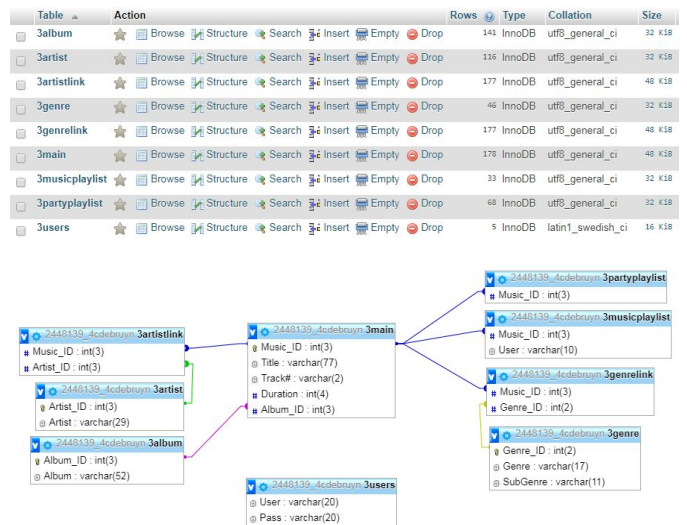 Table Action Rows Type Collation Size
3album Browse Structure Search Insert Empty Drop 141 InnoDB utf8_general_ci 32 KiB
3artist Browse Structure Search Insert Empty Drop 116 InnoDB utf8_general_ci 32 KiB
3artistlink Browse Structure Search Insert Empty Drop 177 InnoDB utf8_general_ci 48 KiB
3genre Browse Structure Search Insert Empty Drop 46 InnoDB utf8_general_ci 32 KiB
3genrelink Browse Structure Search Insert Empty Drop 177 InnoDB utf8_general_ci 48 KiB
3main Browse Structure Search Insert Empty Drop 178 InnoDB utf8_general_ci 48 KiB
3musicplaylist Browse Structure Search Insert Empty Drop 33 InnoDB utf8_general_ci 32 KiB
3partyplaylist Browse Structure Search Insert Empty Drop 68 InnoDB utf8_general_ci 32 KiB
3users Browse Structure Search Insert Empty Drop 5 InnoDB latin1_swedish_ci 16 KiB
2448139_4cdebruyn 3artistlink
# Music_ID : int(3)
# Artist_ID : int(3)
2448139_4cdebruyn 3artist
Artist_ID : int(3)
Artist : varchar(29)
2448139_4cdebruyn 3album
Album_ID : int(3)
Album : varchar(52)
2448139_4cdebruyn 3main
Music_ID : int(3)
Title : varchar(77)
Track# : varchar(2)
# Duration : int(4)
# Album_ID : int(3)
2448139_4cdebruyn 3users
User : varchar(20)
Pass : varchar(20)
2448139_4cdebruyn 3partyplaylist
# Music_ID : int(3)
2448139_4cdebruyn 3musicplaylist
# Music_ID : int(3)
User : varchar(10)
2448139_4cdebruyn 3genrelink
# Music_ID : int(3)
# Genre_ID : int(2)
2448139_4cdebruyn 3genre
Genre_ID : int(2)
Genre : varchar(17)
SubGenre : varchar(11)